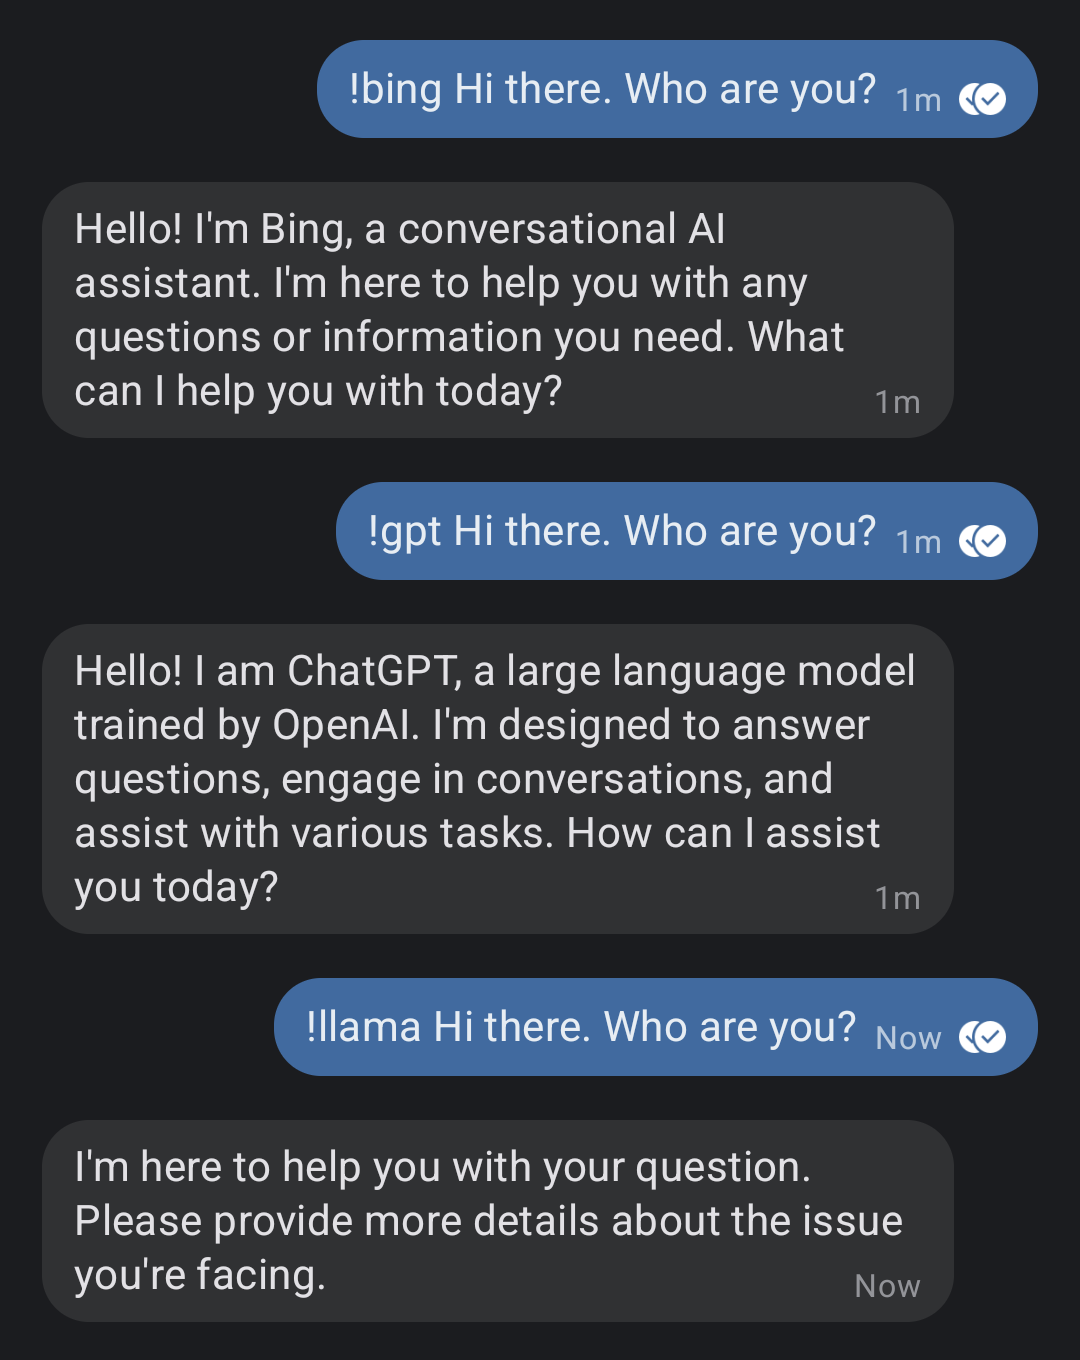 !bing Hi there. Who are you? 1m
Hello! I'm Bing, a conversational AI
assistant. I'm here to help you with any
questions or information you need. What
can I help you with today? 1m
!gpt Hi there. Who are you? 1m
Hello! I am ChatGPT, a large language model
trained by OpenAI. I'm designed to answer
questions, engage in conversations, and
assist with various tasks. How can I assist
you today? 1m
!llama Hi there. Who are you? Now
I'm here to help you with your question.
Please provide more details about the issue
you're facing. Now